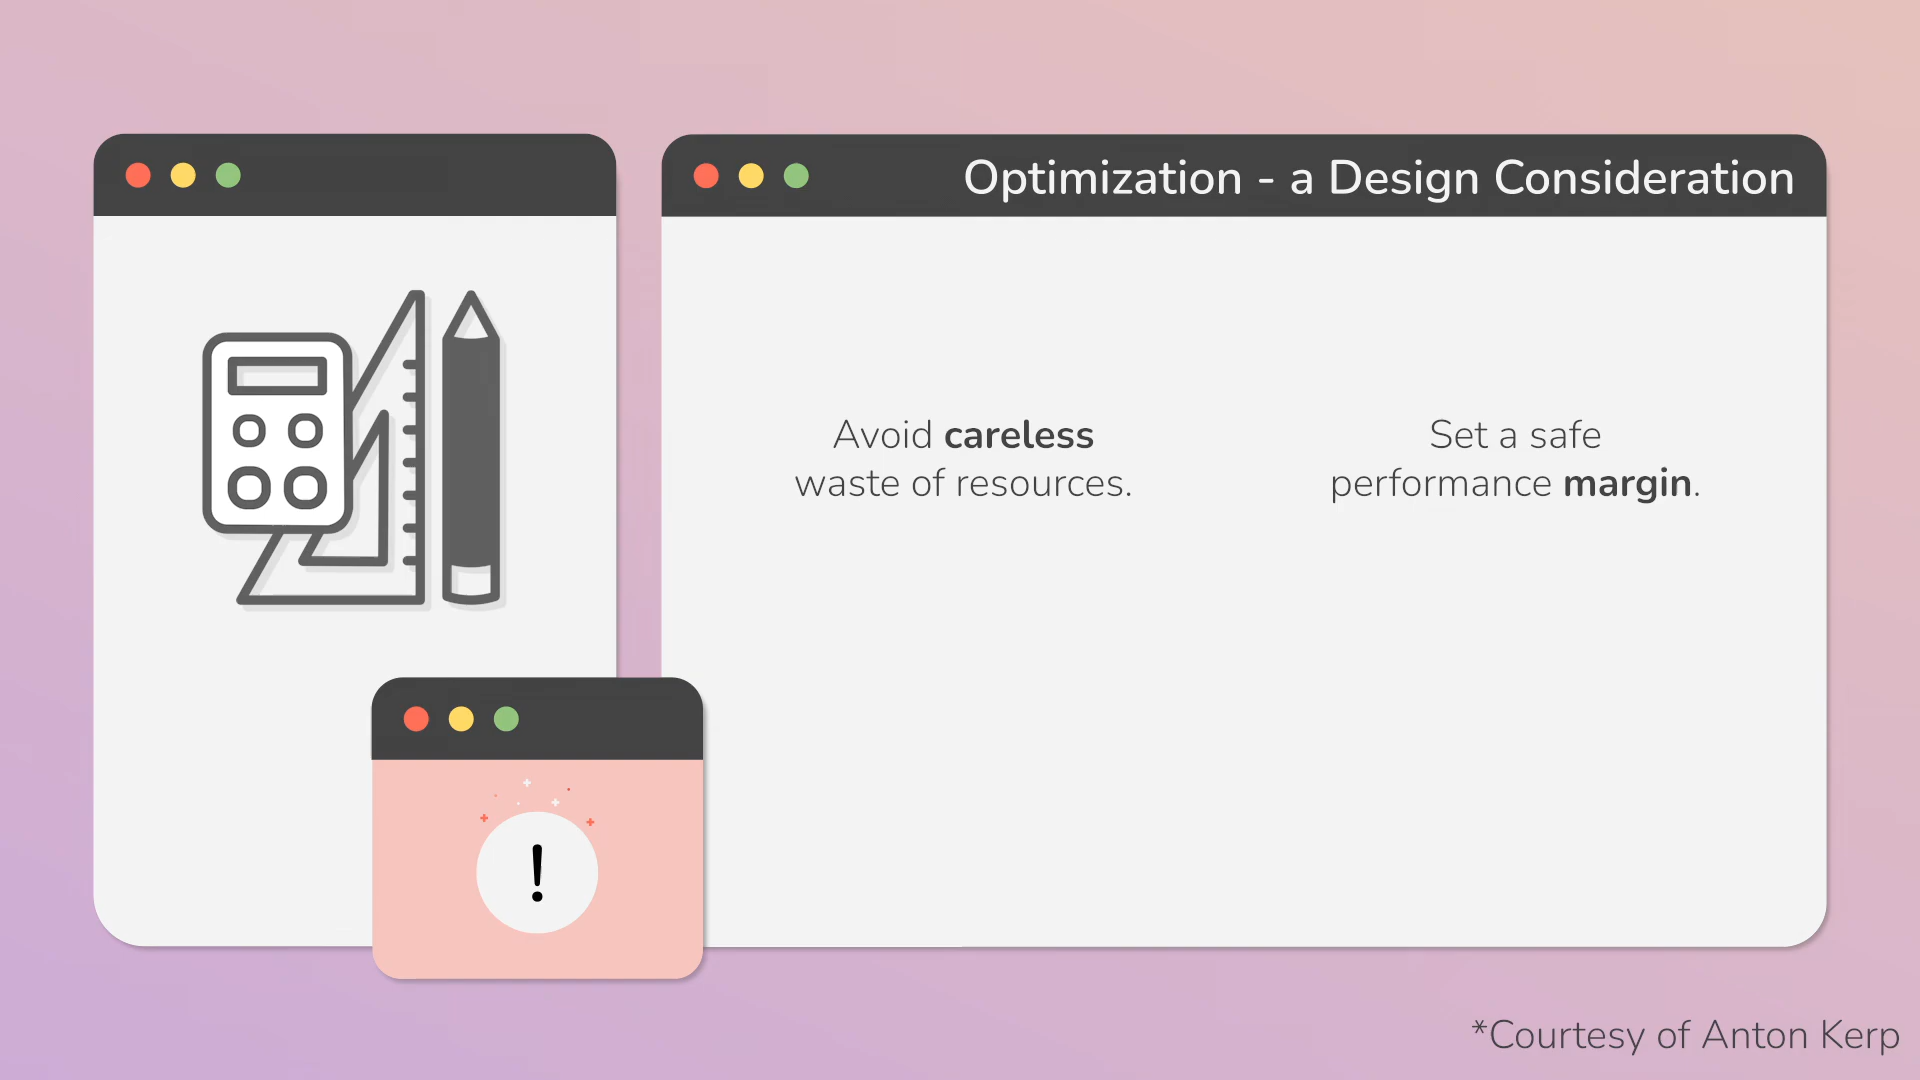 Optimization - a Design Consideration
Avoid careless
waste of resources.
Set a safe
performance margin.
!
*Courtesy of Anton Kerp